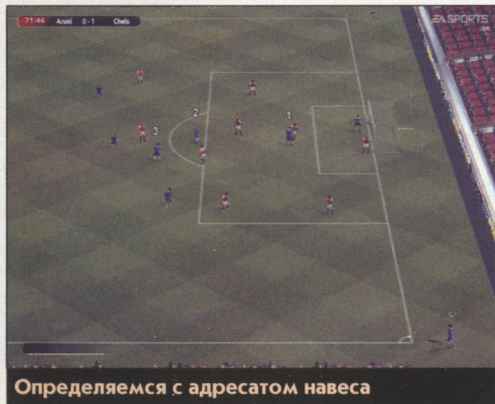 71:44 Arsnl 0-1 Chels
EA SPORTS
2
1
3
Определяемся с адресатом навеса